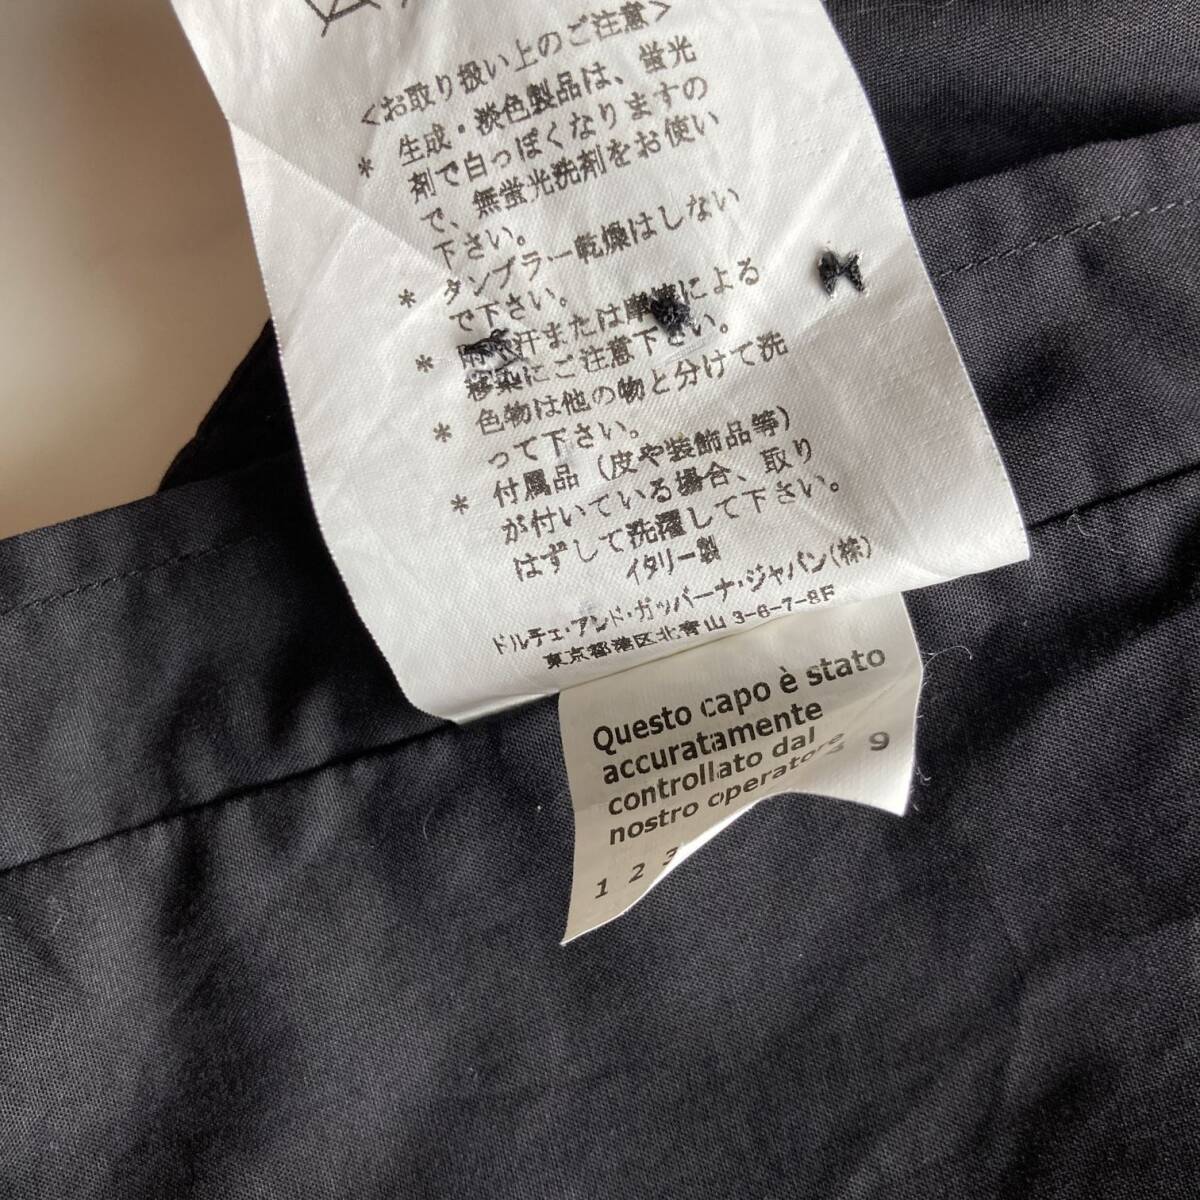 <お取り扱い上のご注意>
* 生成・淡色製品は、蛍光
剤で白っぽくなりますの
で、無蛍光洗剤をお使い
下さい。
* タンブラー乾燥はしない
で下さい。
* 汗または摩擦による
移染にご注意下さい。
* 色物は他の物と分けて洗
って下さい。
* 付属品（皮や装飾品等）
が付いている場合、取り
はずして洗濯して下さい。
イタリー製
ドルチェ・アンド・ガッバーナ・ジャパン(株)
東京都港区北青山 3-6-7-8F
Questo capo è stato
accuratamente
controllato dal
nostro operatore
1 2 3 9